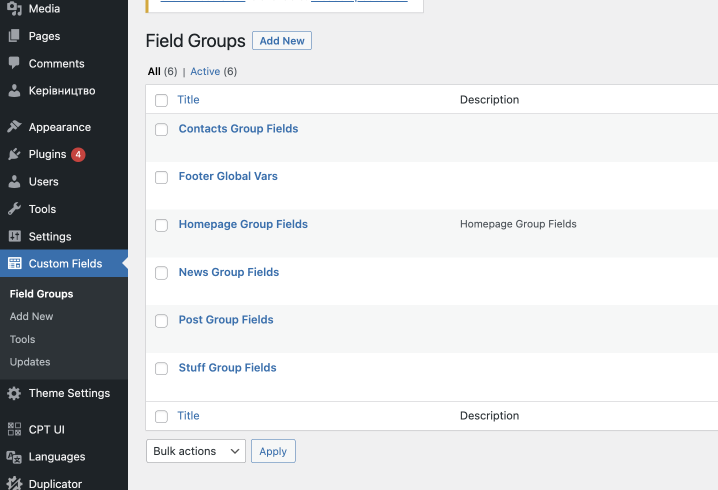 Media
Pages
Comments
Керівництво
Appearance
Plugins 4
Users
Tools
Settings
Custom Fields
Field Groups
Add New
Tools
Updates
Theme Settings
CPT UI
Languages
Duplicator
Field Groups Add New
All (6) | Active (6)
Title Description
Contacts Group Fields
Footer Global Vars
Homepage Group Fields Homepage Group Fields
News Group Fields
Post Group Fields
Stuff Group Fields
Title Description
Bulk actions Apply